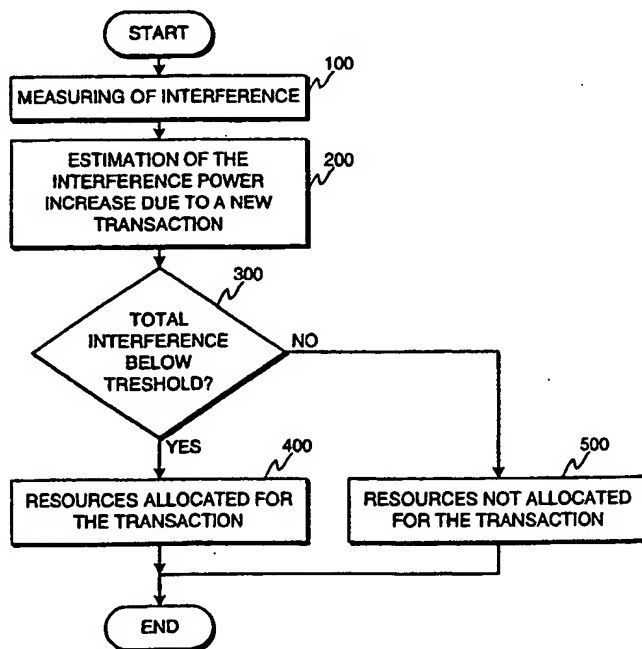 START
100
MEASURING OF INTERFERENCE
200
ESTIMATION OF THE
INTERFERENCE POWER
INCREASE DUE TO A NEW
TRANSACTION
300
TOTAL
INTERFERENCE
BELOW
TRESHOLD?
NO
YES
400
RESOURCES ALLOCATED FOR
THE TRANSACTION
500
RESOURCES NOT ALLOCATED
FOR THE TRANSACTION
END